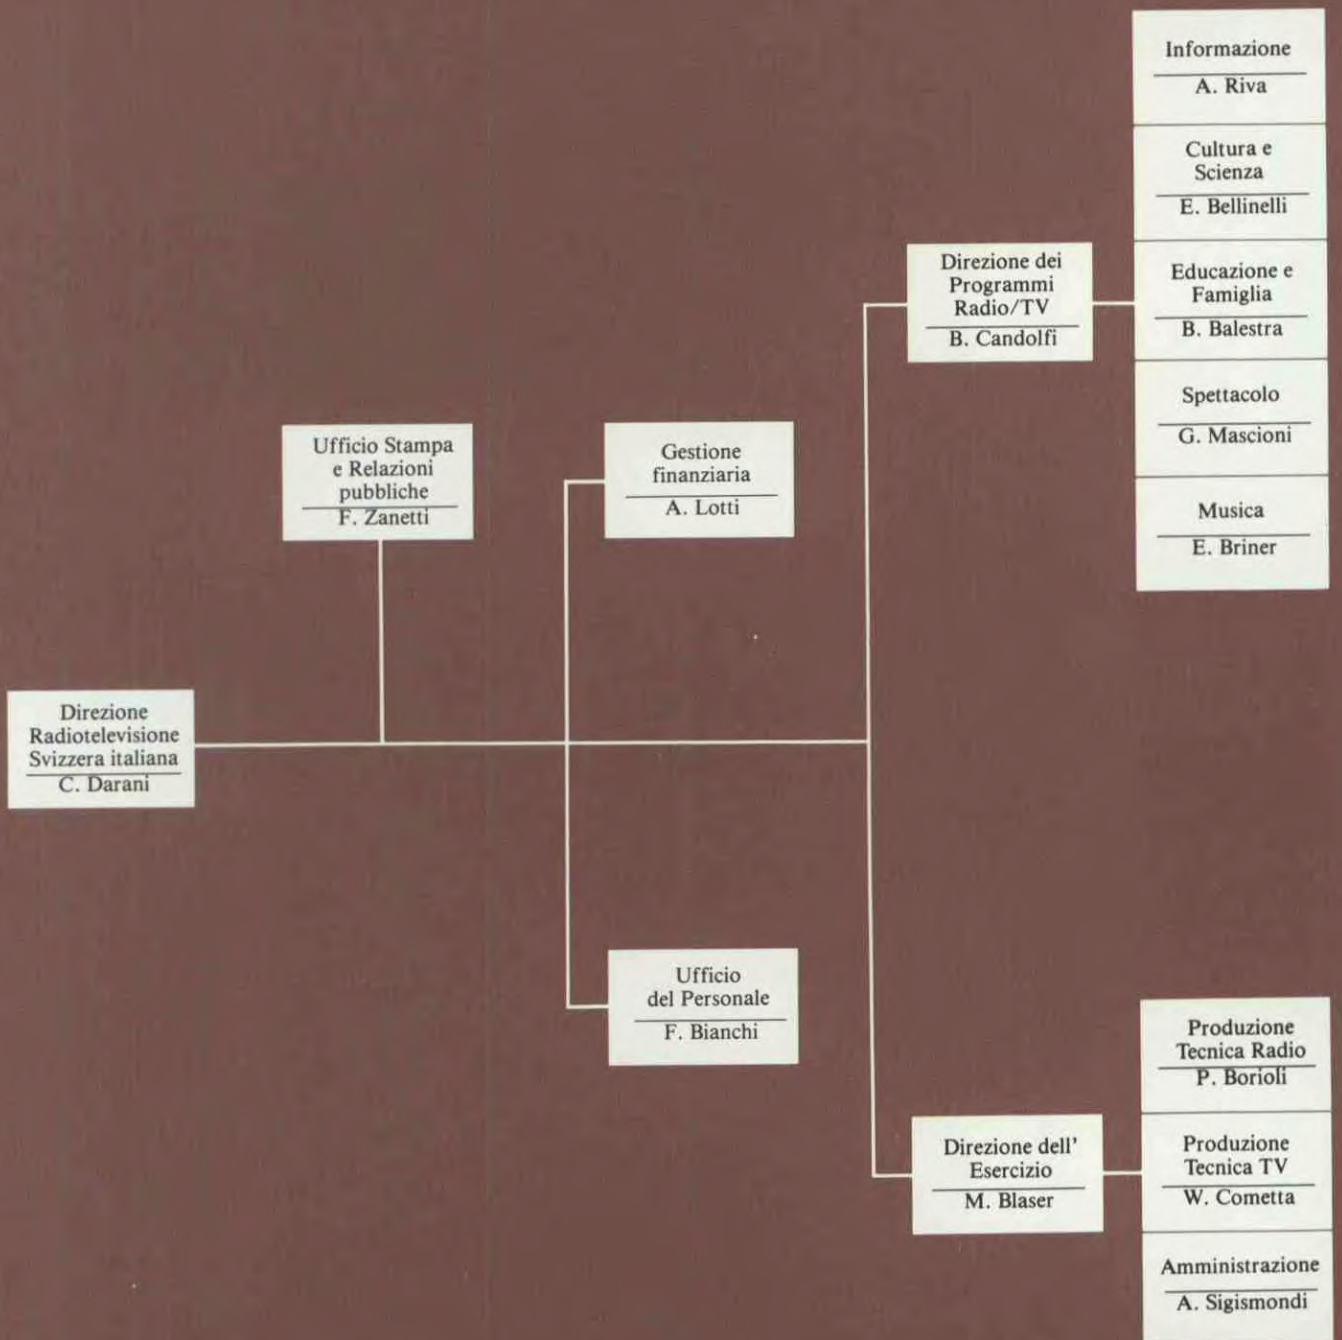 Informazione
A. Riva
Cultura e
Scienza
E. Bellinelli
Educazione e
Famiglia
B. Balestra
Spettacolo
G. Mascioni
Musica
E. Briner
Direzione dei
Programmi
Radio/TV
B. Candolfi
Ufficio Stampa
e Relazioni
pubbliche
F. Zanetti
Gestione
finanziaria
A. Lotti
Direzione
Radiotelevisione
Svizzera italiana
C. Darani
Ufficio
del Personale
F. Bianchi
Direzione dell'
Esercizio
M. Blaser
Produzione
Tecnica Radio
P. Borioli
Produzione
Tecnica TV
W. Cometta
Amministrazione
A. Sigismondi